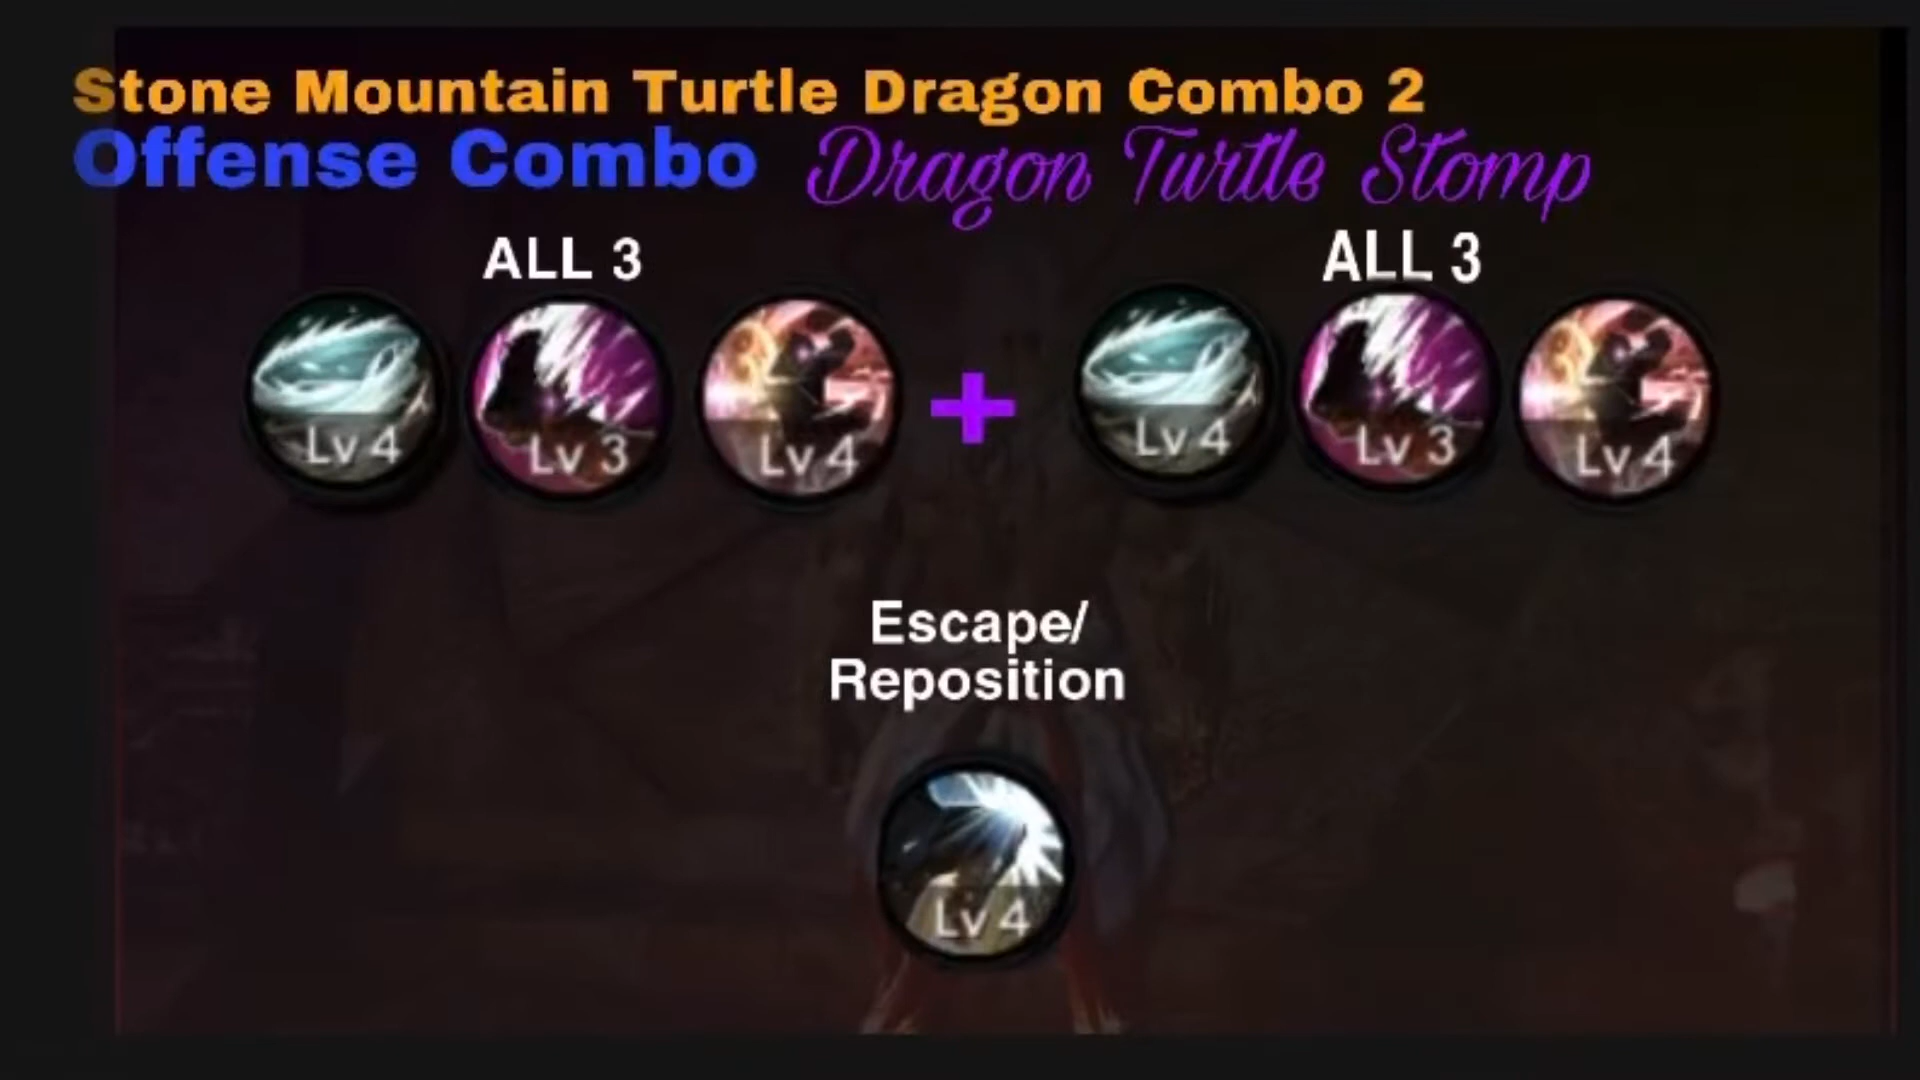 Stone Mountain Turtle Dragon Combo 2
Offense Combo Dragon Turtle Stomp
ALL 3 ALL 3
Lv 4 Lv 3 Lv 4 + Lv 4 Lv 3 Lv 4
Escape/
Reposition
Lv 4